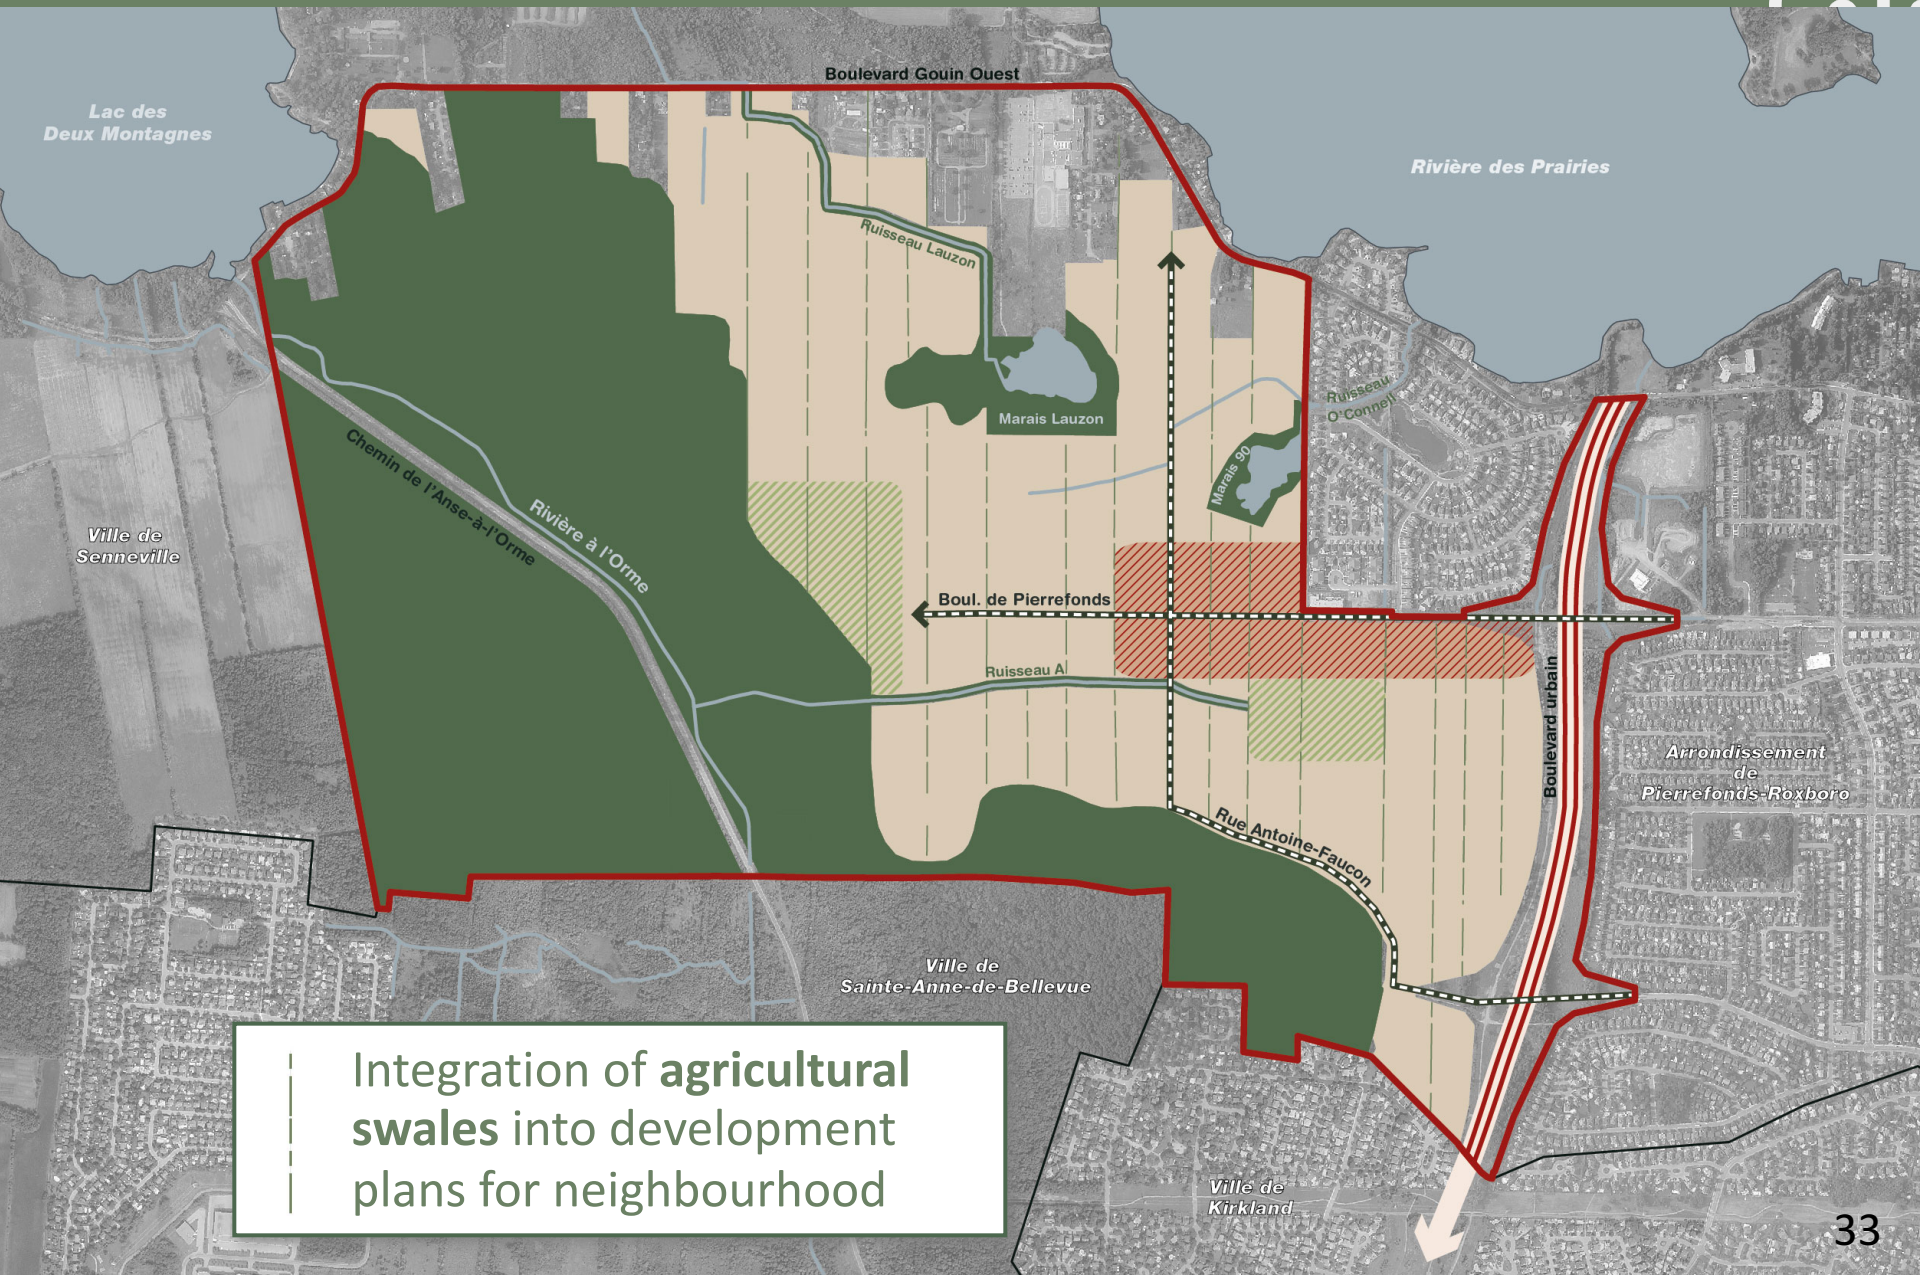 Boulevard Gouin Ouest
Lac des
Deux Montagnes
Rivière des Prairies
Ruisseau Lauzon
Marais Lauzon
Ruisseau
O'Connell
Marais 90
Chemin de l'Anse-à-l'Orme
Rivière à l'Orme
Ville de
Senneville
Boul. de Pierrefonds
Ruisseau A
Boulevard urbain
Arrondissement
de
Pierrefonds-Roxboro
Rue Antoine-Faucon
Ville de
Sainte-Anne-de-Bellevue
Integration of agricultural
swales into development
plans for neighbourhood
Ville de
Kirkland
33